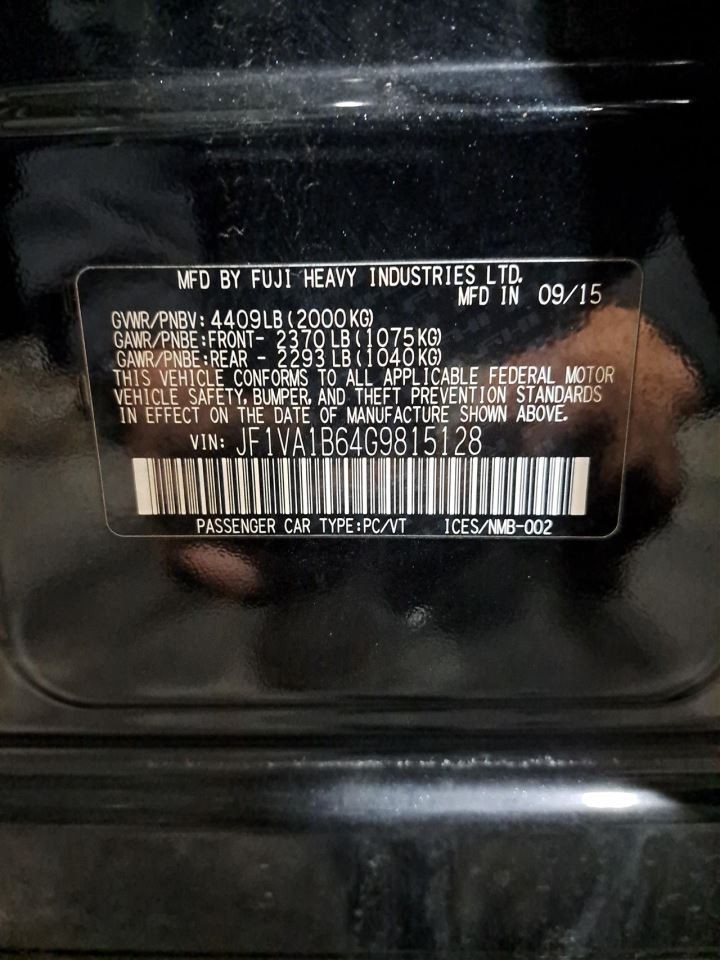 MFD BY FUJI HEAVY INDUSTRIES LTD.
MFD IN 09/15
GVWR/PNBV: 4409LB(2000KG)
GAWR/PNBE:FRONT- 2370LB(1075KG)
GAWR/PNBE:REAR - 2293LB(1040KG)
THIS VEHICLE CONFORMS TO ALL APPLICABLE FEDERAL MOTOR
VEHICLE SAFETY, BUMPER, AND THEFT PREVENTION STANDARDS
IN EFFECT ON THE DATE OF MANUFACTURE SHOWN ABOVE.
VIN: JF1VA1B64G9815128
PASSENGER CAR TYPE:PC/VT ICES/NMB-002